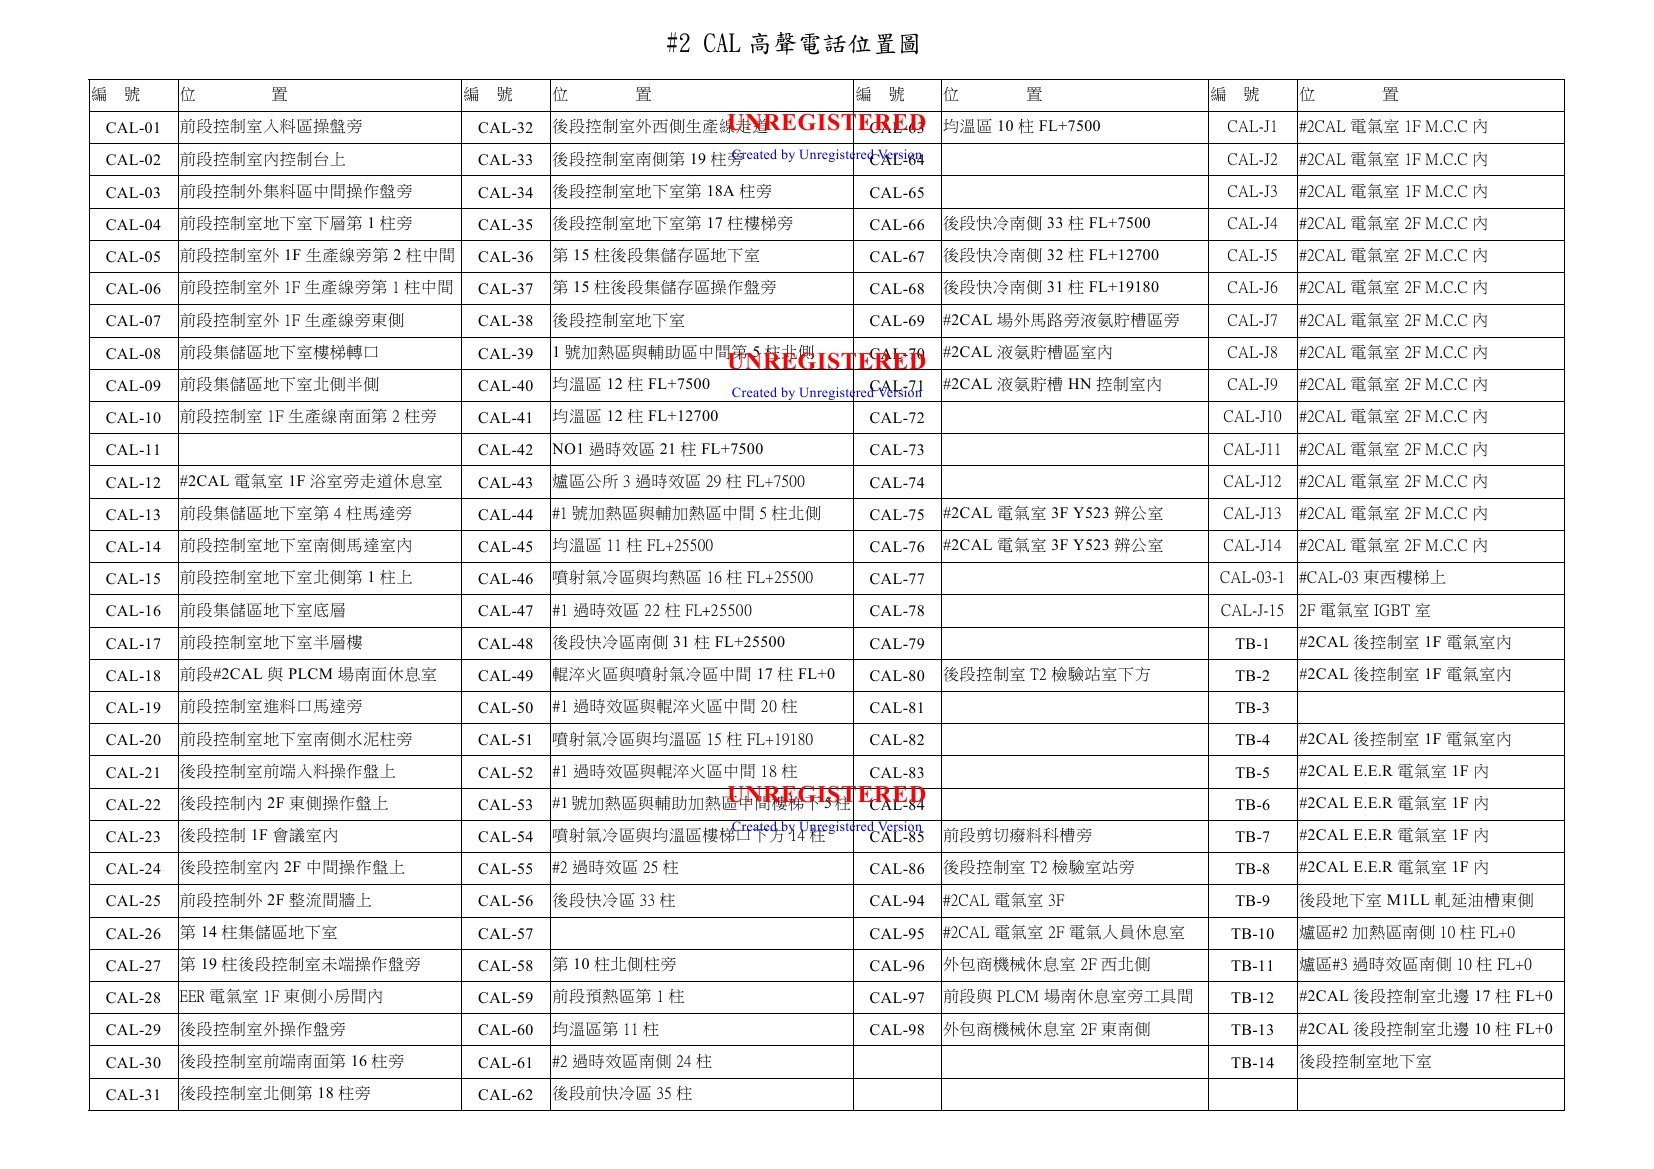 #2 CAL 高聲電話位置圖
編 號 位 置 編 號 位 置 編 號 位 置 編 號 位 置
CAL-01 前段控制室入料區操盤旁 CAL-32 後段控制室外西側生產線走道 CAL-63 均溫區 10 柱 FL+7500 CAL-J1 #2CAL 電氣室 1F M.C.C 內
UNREGISTERED
CAL-02 前段控制室內控制台上 CAL-33 後段控制室南側第 19 柱旁 CAL-64 CAL-J2 #2CAL 電氣室 1F M.C.C 內
Created by Unregistered Version
CAL-03 前段控制外集料區中間操作盤旁 CAL-34 後段控制室地下室第 18A 柱旁 CAL-65 CAL-J3 #2CAL 電氣室 1F M.C.C 內
CAL-04 前段控制室地下室下層第 1 柱旁 CAL-35 後段控制室地下室第 17 柱樓梯旁 CAL-66 後段快冷南側 33 柱 FL+7500 CAL-J4 #2CAL 電氣室 2F M.C.C 內
CAL-05 前段控制室外 1F 生產線旁第 2 柱中間 CAL-36 第 15 柱後段集儲存區地下室 CAL-67 後段快冷南側 32 柱 FL+12700 CAL-J5 #2CAL 電氣室 2F M.C.C 內
CAL-06 前段控制室外 1F 生產線旁第 1 柱中間 CAL-37 第 15 柱後段集儲存區操作盤旁 CAL-68 後段快冷南側 31 柱 FL+19180 CAL-J6 #2CAL 電氣室 2F M.C.C 內
CAL-07 前段控制室外 1F 生產線旁東側 CAL-38 後段控制室地下室 CAL-69 #2CAL 場外馬路旁液氨貯槽區旁 CAL-J7 #2CAL 電氣室 2F M.C.C 內
CAL-08 前段集儲區地下室樓梯轉口 CAL-39 1 號加熱區與輔助區中間第 5 柱北側 CAL-70 #2CAL 液氨貯槽區室內 CAL-J8 #2CAL 電氣室 2F M.C.C 內
UNREGISTERED
CAL-09 前段集儲區地下室北側半側 CAL-40 均溫區 12 柱 FL+7500 CAL-71 #2CAL 液氨貯槽 HN 控制室內 CAL-J9 #2CAL 電氣室 2F M.C.C 內
Created by Unregistered Version
CAL-10 前段控制室 1F 生產線南面第 2 柱旁 CAL-41 均溫區 12 柱 FL+12700 CAL-72 CAL-J10 #2CAL 電氣室 2F M.C.C 內
CAL-11 CAL-42 NO1 過時效區 21 柱 FL+7500 CAL-73 CAL-J11 #2CAL 電氣室 2F M.C.C 內
CAL-12 #2CAL 電氣室 1F 浴室旁走道休息室 CAL-43 爐區公所 3 過時效區 29 柱 FL+7500 CAL-74 CAL-J12 #2CAL 電氣室 2F M.C.C 內
CAL-13 前段集儲區地下室第 4 柱馬達旁 CAL-44 #1 號加熱區與輔加熱區中間 5 柱北側 CAL-75 #2CAL 電氣室 3F Y523 辨公室 CAL-J13 #2CAL 電氣室 2F M.C.C 內
CAL-14 前段控制室地下室南側馬達室內 CAL-45 均溫區 11 柱 FL+25500 CAL-76 #2CAL 電氣室 3F Y523 辨公室 CAL-J14 #2CAL 電氣室 2F M.C.C 內
CAL-15 前段控制室地下室北側第 1 柱上 CAL-46 噴射氣冷區與均熱區 16 柱 FL+25500 CAL-77 CAL-03-1 #CAL-03 東西樓梯上
CAL-16 前段集儲區地下室底層 CAL-47 #1 過時效區 22 柱 FL+25500 CAL-78 CAL-J-15 2F 電氣室 IGBT 室
CAL-17 前段控制室地下室半層樓 CAL-48 後段快冷區南側 31 柱 FL+25500 CAL-79 TB-1 #2CAL 後控制室 1F 電氣室內
CAL-18 前段#2CAL 與 PLCM 場南面休息室 CAL-49 輥淬火區與噴射氣冷區中間 17 柱 FL+0 CAL-80 後段控制室 T2 檢驗站室下方 TB-2 #2CAL 後控制室 1F 電氣室內
CAL-19 前段控制室進料口馬達旁 CAL-50 #1 過時效區與輥淬火區中間 20 柱 CAL-81 TB-3
CAL-20 前段控制室地下室南側水泥柱旁 CAL-51 噴射氣冷區與均溫區 15 柱 FL+19180 CAL-82 TB-4 #2CAL 後控制室 1F 電氣室內
CAL-21 後段控制室前端入料操作盤上 CAL-52 #1 過時效區與輥淬火區中間 18 柱 CAL-83 TB-5 #2CAL E.E.R 電氣室 1F 內
CAL-22 後段控制內 2F 東側操作盤上 CAL-53 #1 號加熱區與輔助加熱區中間樓梯下 5 柱 CAL-84 TB-6 #2CAL E.E.R 電氣室 1F 內
UNREGISTERED
CAL-23 後段控制 1F 會議室內 CAL-54 噴射氣冷區與均溫區樓梯口下方 14 柱 CAL-85 前段剪切廢料科槽旁 TB-7 #2CAL E.E.R 電氣室 1F 內
Created by Unregistered Version
CAL-24 後段控制室內 2F 中間操作盤上 CAL-55 #2 過時效區 25 柱 CAL-86 後段控制室 T2 檢驗室站旁 TB-8 #2CAL E.E.R 電氣室 1F 內
CAL-25 前段控制外 2F 整流間牆上 CAL-56 後段快冷區 33 柱 CAL-94 #2CAL 電氣室 3F TB-9 後段地下室 M1LL 軋延油槽東側
CAL-26 第 14 柱集儲區地下室 CAL-57 CAL-95 #2CAL 電氣室 2F 電氣人員休息室 TB-10 爐區#2 加熱區南側 10 柱 FL+0
CAL-27 第 19 柱後段控制室未端操作盤旁 CAL-58 第 10 柱北側柱旁 CAL-96 外包商機械休息室 2F 西北側 TB-11 爐區#3 過時效區南側 10 柱 FL+0
CAL-28 EER 電氣室 1F 東側小房間內 CAL-59 前段預熱區第 1 柱 CAL-97 前段與 PLCM 場南休息室旁工具間 TB-12 #2CAL 後段控制室北邊 17 柱 FL+0
CAL-29 後段控制室外操作盤旁 CAL-60 均溫區第 11 柱 CAL-98 外包商機械休息室 2F 東南側 TB-13 #2CAL 後段控制室北邊 10 柱 FL+0
CAL-30 後段控制室前端南面第 16 柱旁 CAL-61 #2 過時效區南側 24 柱 TB-14 後段控制室地下室
CAL-31 後段控制室北側第 18 柱旁 CAL-62 後段前快冷區 35 柱